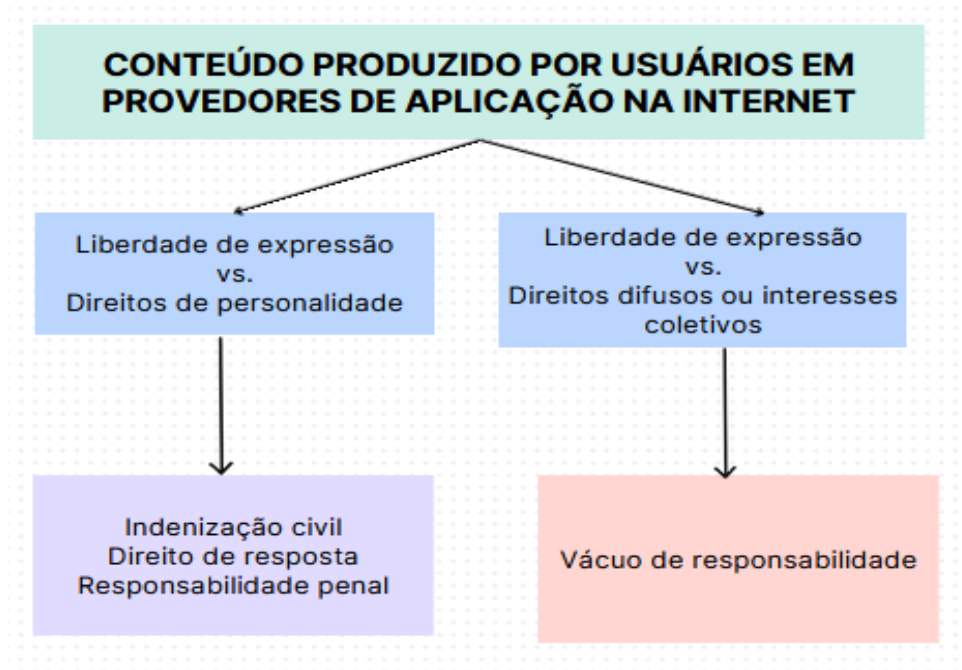 CONTEÚDO PRODUZIDO POR USUÁRIOS EM
PROVEDORES DE APLICAÇÃO NA INTERNET
Liberdade de expressão
vs.
Direitos de personalidade
Liberdade de expressão
vs.
Direitos difusos ou interesses
coletivos
Indenização civil
Direito de resposta
Responsabilidade penal
Vácuo de responsabilidade